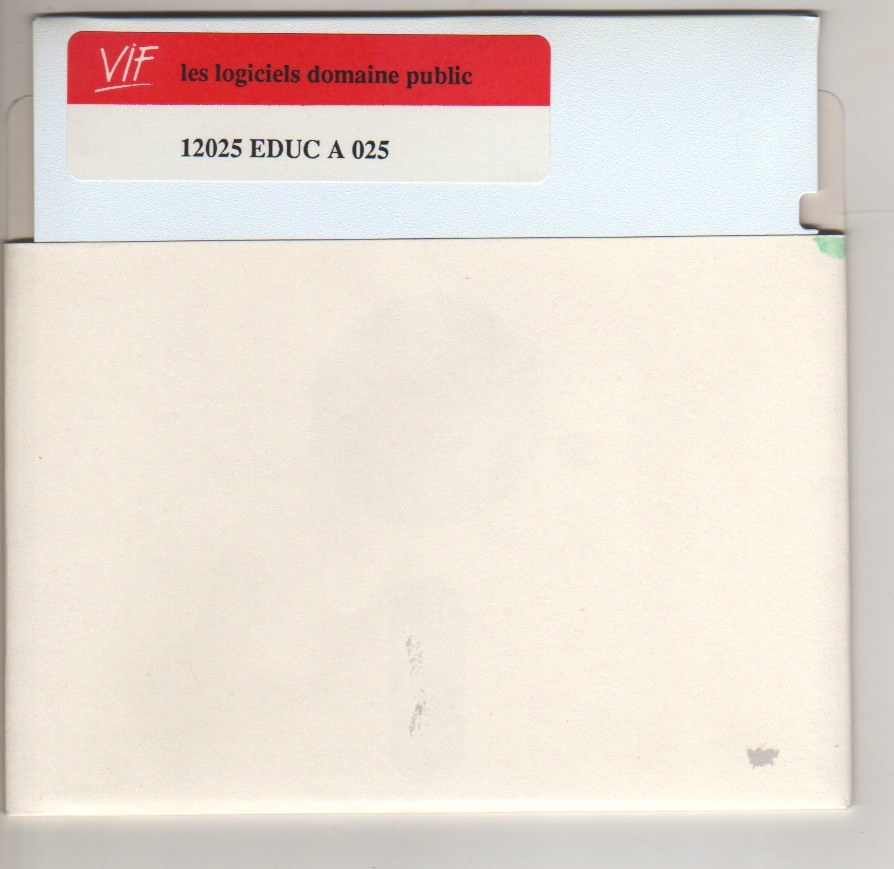 VIF les logiciels domaine public
12025 EDUC A 025